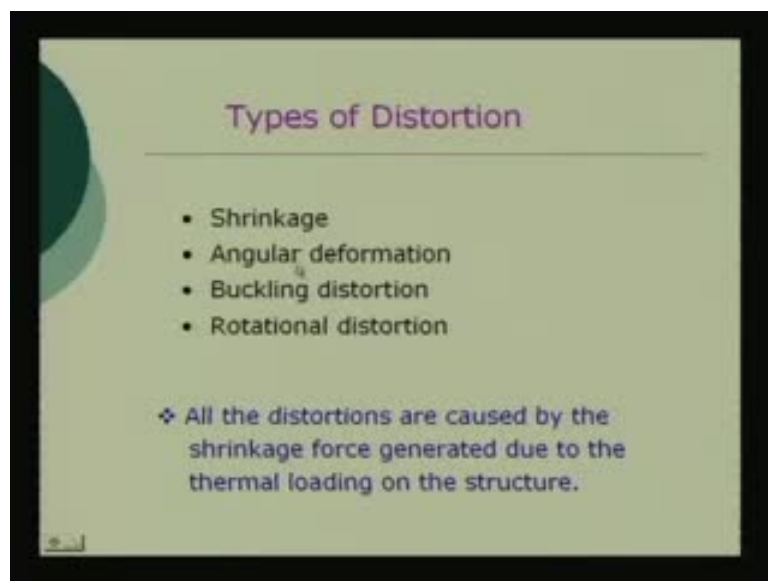 Types of Distortion
• Shrinkage
• Angular deformation
• Buckling distortion
• Rotational distortion
❖ All the distortions are caused by the
shrinkage force generated due to the
thermal loading on the structure.